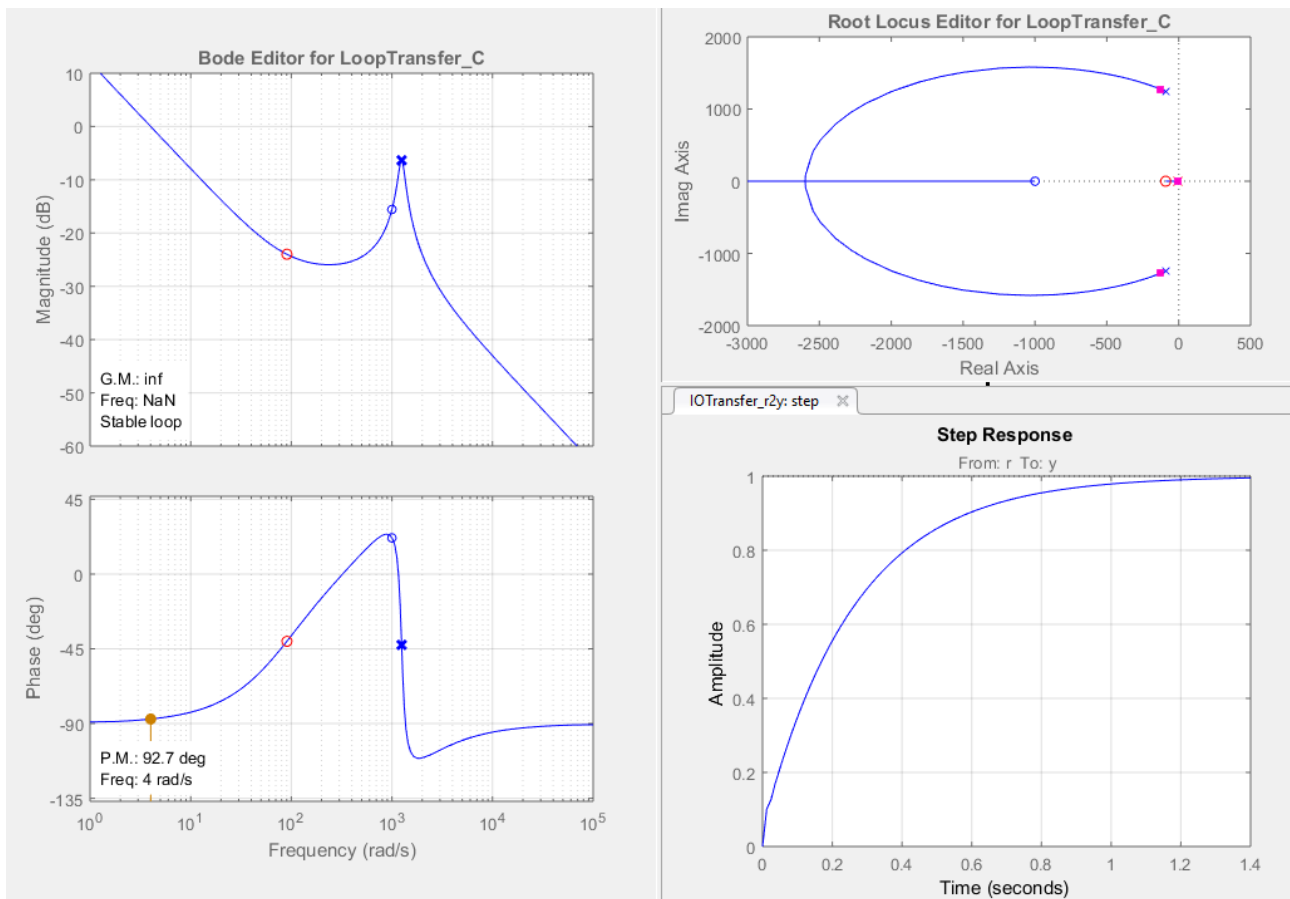 Bode Editor for LoopTransfer_C
Magnitude (dB)
10
0
-10
-20
-30
-40
-50
-60
G.M.: inf
Freq: NaN
Stable loop
Phase (deg)
45
0
-45
-90
-135
P.M.: 92.7 deg
Freq: 4 rad/s
10^0 10^1 10^2 10^3 10^4 10^5
Frequency (rad/s)
Root Locus Editor for LoopTransfer_C
Imag Axis
2000
1000
0
-1000
-2000
-3000 -2500 -2000 -1500 -1000 -500 0 500
Real Axis
IOTransfer_r2y: step
Step Response
From: r To: y
Amplitude
1
0.8
0.6
0.4
0.2
0
0 0.2 0.4 0.6 0.8 1 1.2 1.4
Time (seconds)